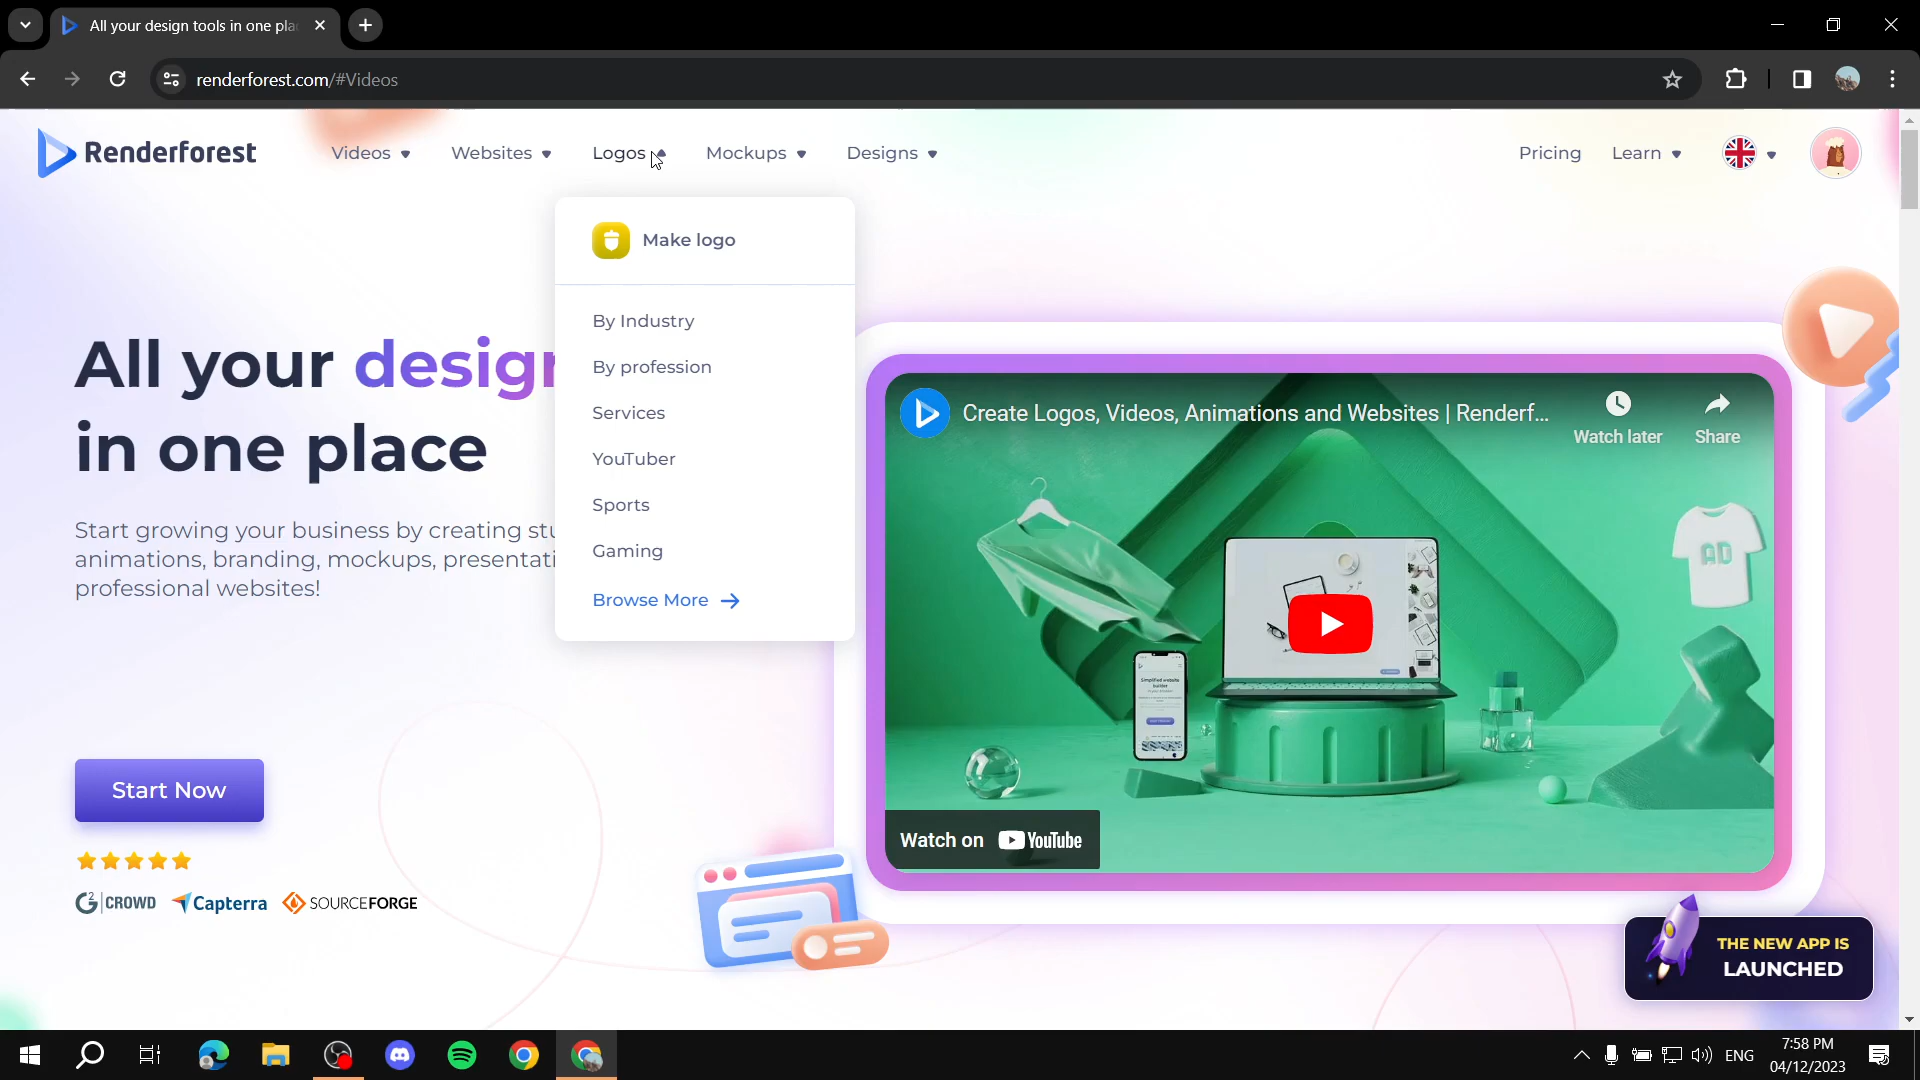 All your design tools in one pla
renderforest.com/#Videos
Renderforest
Videos
Websites
Logos
Mockups
Designs
Pricing
Learn
Make logo
By Industry
By profession
Services
YouTuber
Sports
Gaming
Browse More
All your design
in one place
Start growing your business by creating stu
animations, branding, mockups, presentati
professional websites!
Start Now
G2 CROWD
Capterra
SOURCEFORGE
Create Logos, Videos, Animations and Websites | Renderf...
Watch later
Share
AD
Simplified website
Watch on YouTube
THE NEW APP IS
LAUNCHED
ENG
7:58 PM
04/12/2023